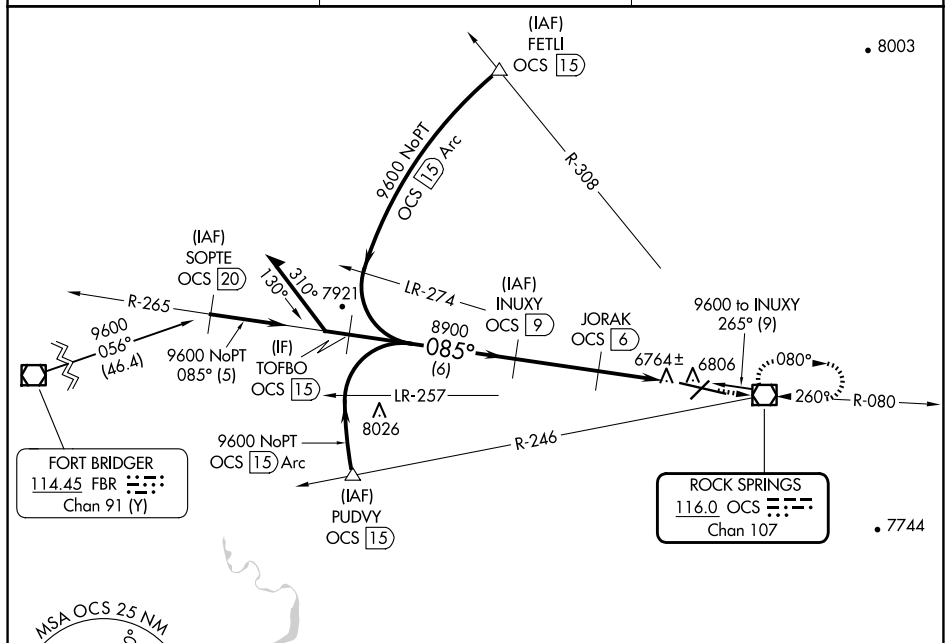 (IAF)
FETLI
OCS 15
8003
9600 NoPT
OCS 15 Arc
R-308
(IAF)
SOPTE
OCS 20
310°
130°
7921
LR-274
(IAF)
INUXY
OCS 9
JORAK
OCS 6
9600 to INUXY
265° (9)
R-265
9600
056°
(46.4)
9600 NoPT
085° (5)
(IF)
TOFBO
OCS 15
8900
085°
(6)
6764±
6806
080°
260°
R-080
LR-257
8026
R-246
9600 NoPT
OCS 15 Arc
(IAF)
PUDVY
OCS 15
FORT BRIDGER
114.45 FBR
Chan 91 (Y)
ROCK SPRINGS
116.0 OCS
Chan 107
7744
MSA OCS 25 NM